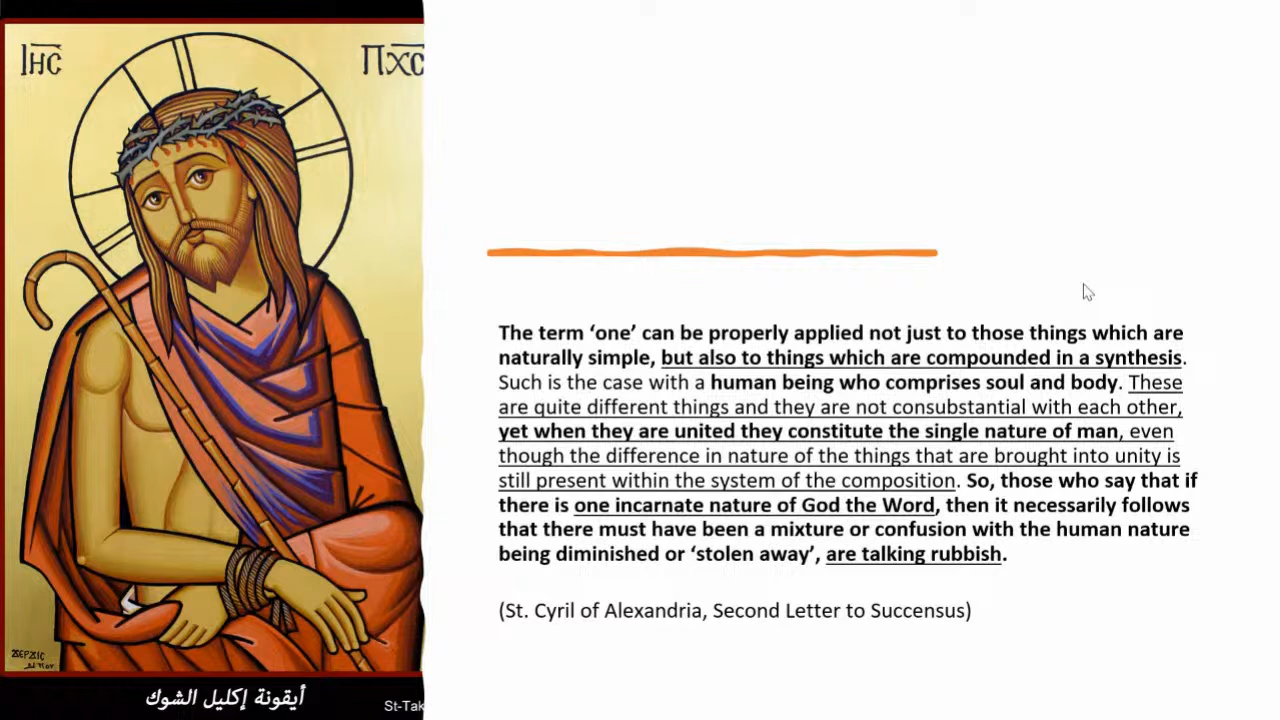 Ⲓⲏⲥ
Ⲡⲭⲥ
The term ‘one’ can be properly applied not just to those things which are
naturally simple, but also to things which are compounded in a synthesis.
Such is the case with a human being who comprises soul and body. These
are quite different things and they are not consubstantial with each other,
yet when they are united they constitute the single nature of man, even
though the difference in nature of the things that are brought into unity is
still present within the system of the composition. So, those who say that if
there is one incarnate nature of God the Word, then it necessarily follows
that there must have been a mixture or confusion with the human nature
being diminished or ‘stolen away’, are talking rubbish.
(St. Cyril of Alexandria, Second Letter to Succensus)
أيقونة إكليل الشوك
St-Tak